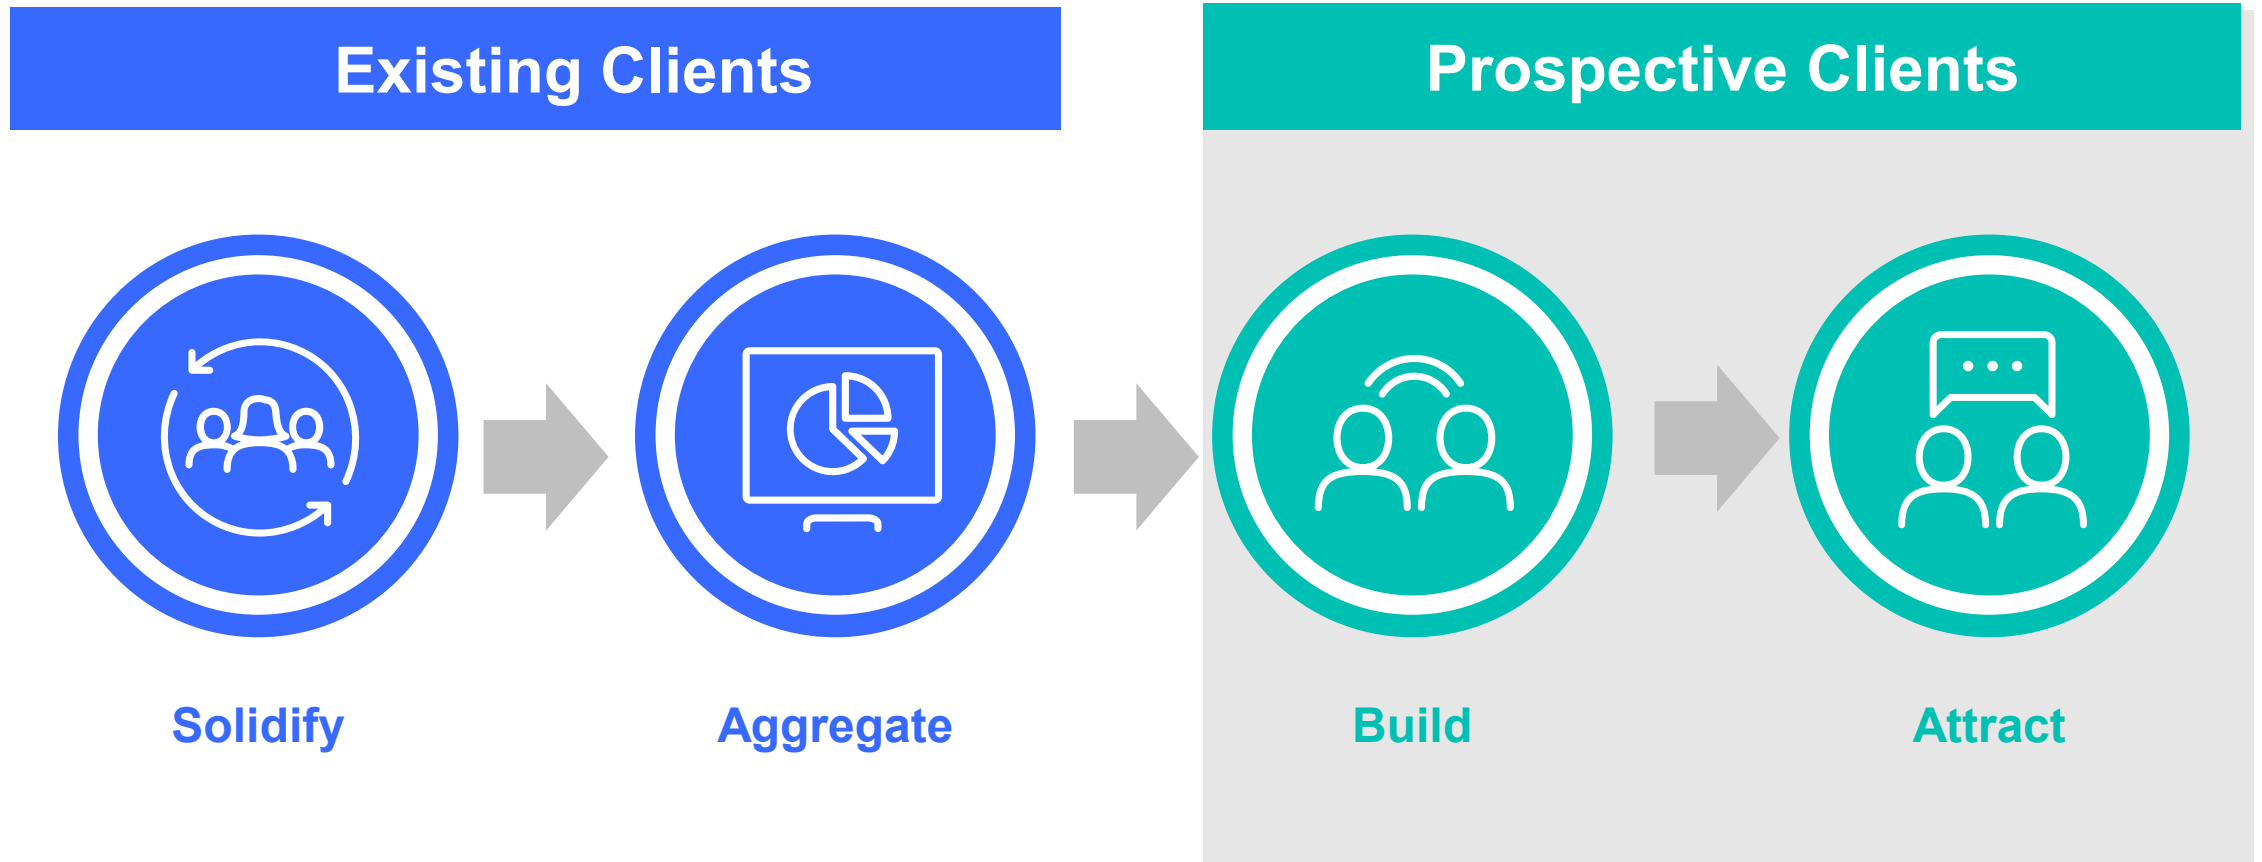 Existing Clients
Prospective Clients
Solidify
Aggregate
Build
Attract